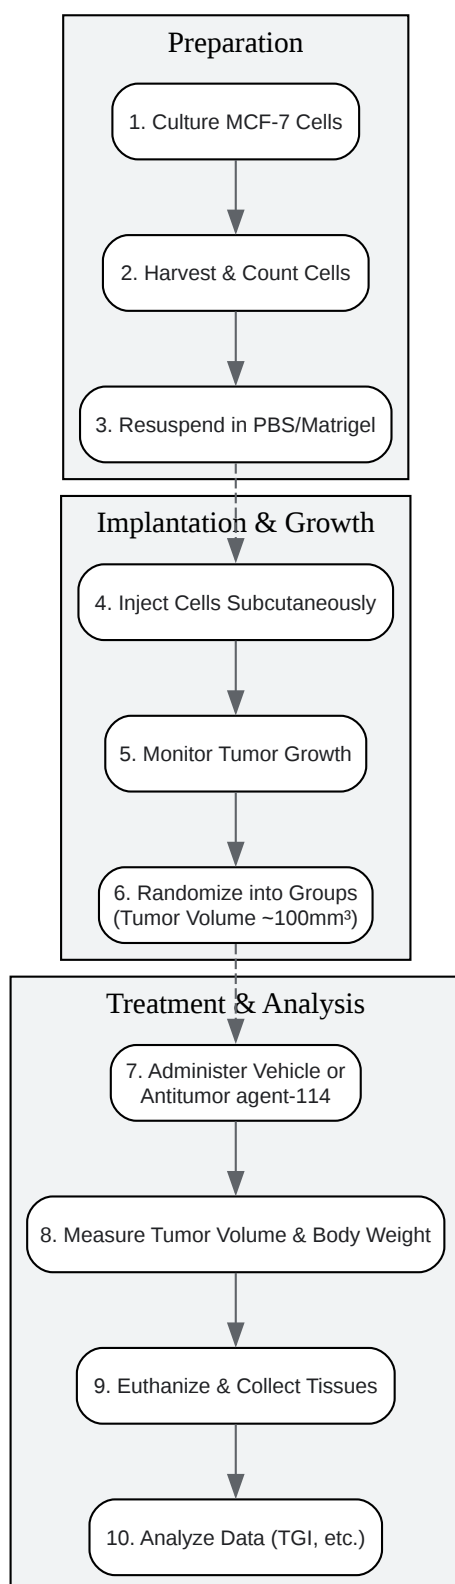 Preparation
1. Culture MCF-7 Cells
2. Harvest & Count Cells
3. Resuspend in PBS/Matrigel
Implantation & Growth
4. Inject Cells Subcutaneously
5. Monitor Tumor Growth
6. Randomize into Groups
(Tumor Volume ~100mm³)
Treatment & Analysis
7. Administer Vehicle or
Antitumor agent-114
8. Measure Tumor Volume & Body Weight
9. Euthanize & Collect Tissues
10. Analyze Data (TGI, etc.)